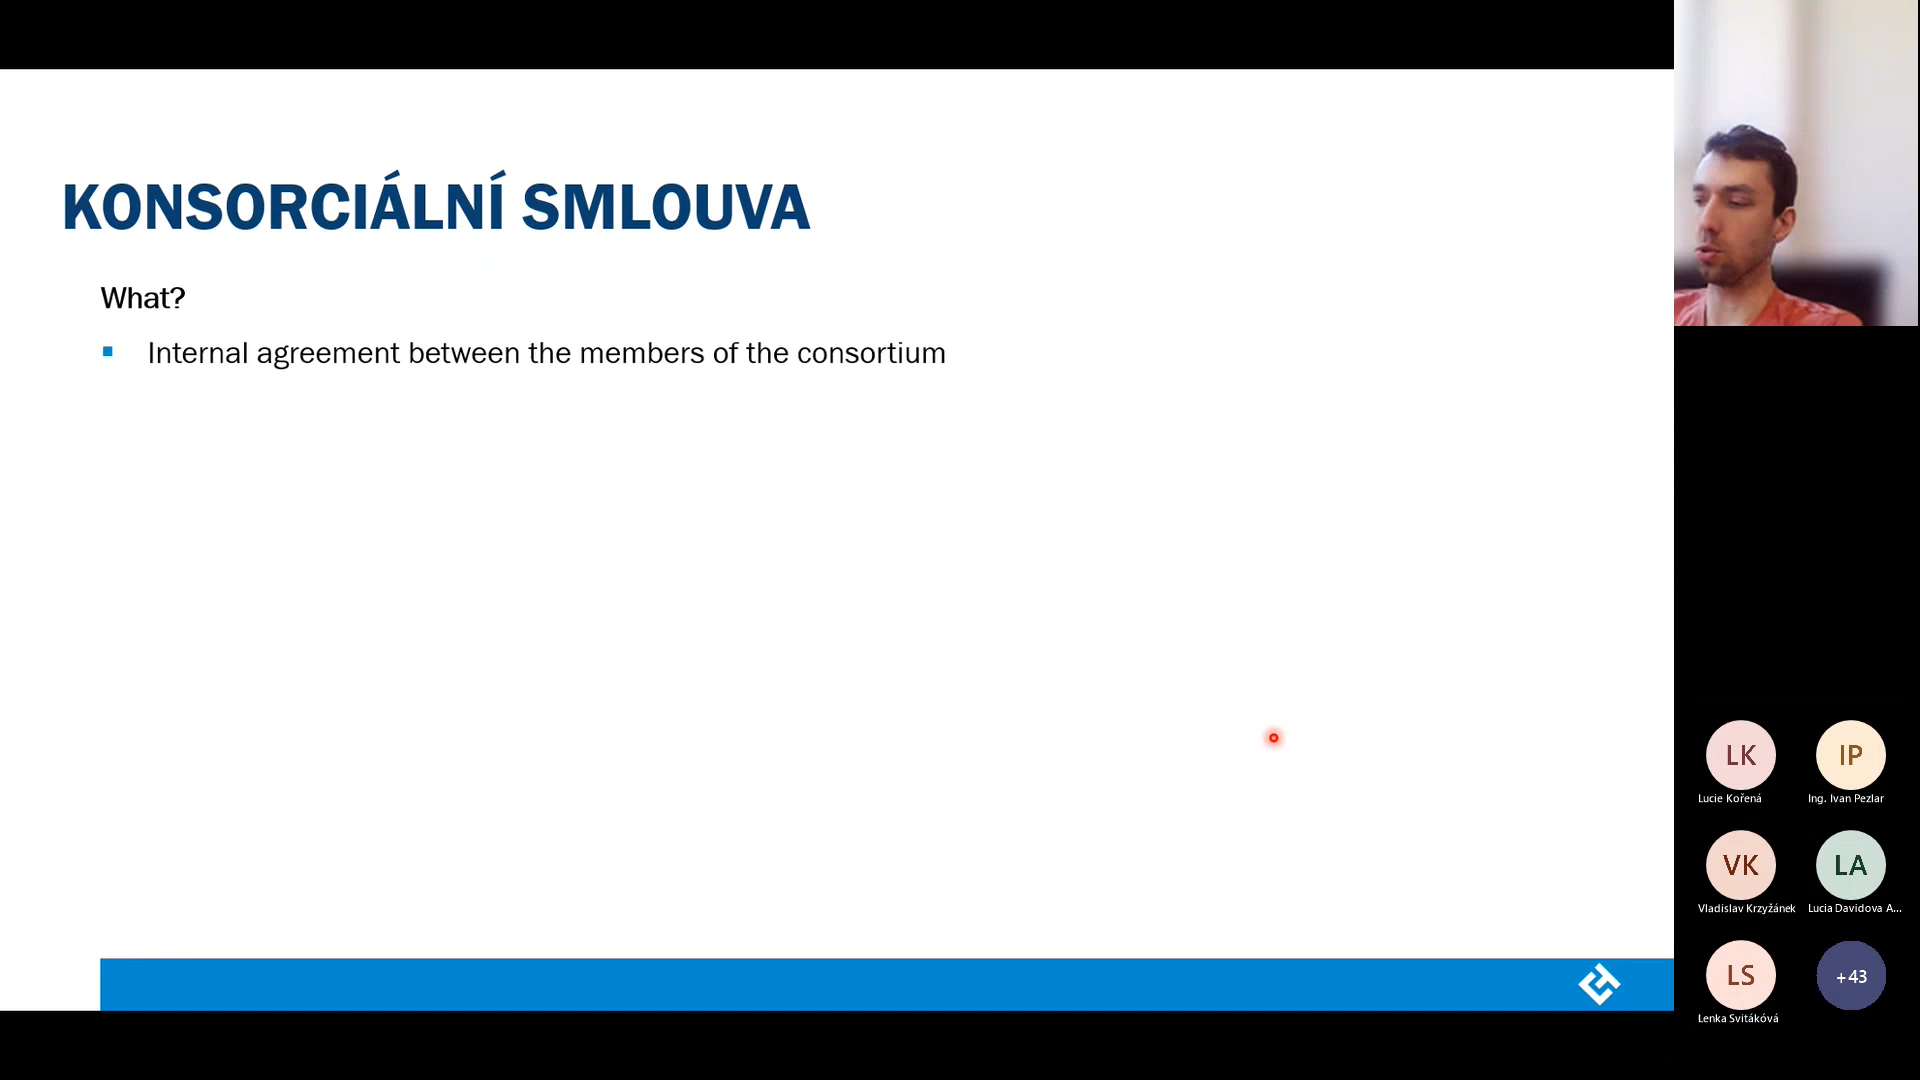 KONSORCIÁLNÍ SMLOUVA
What?
Internal agreement between the members of the consortium
LK
Lucie Kořená
IP
Ing. Ivan Pezlar
VK
Vladislav Krzyžánek
LA
Lucia Davidova A...
LS
Lenka Svitáková
+43